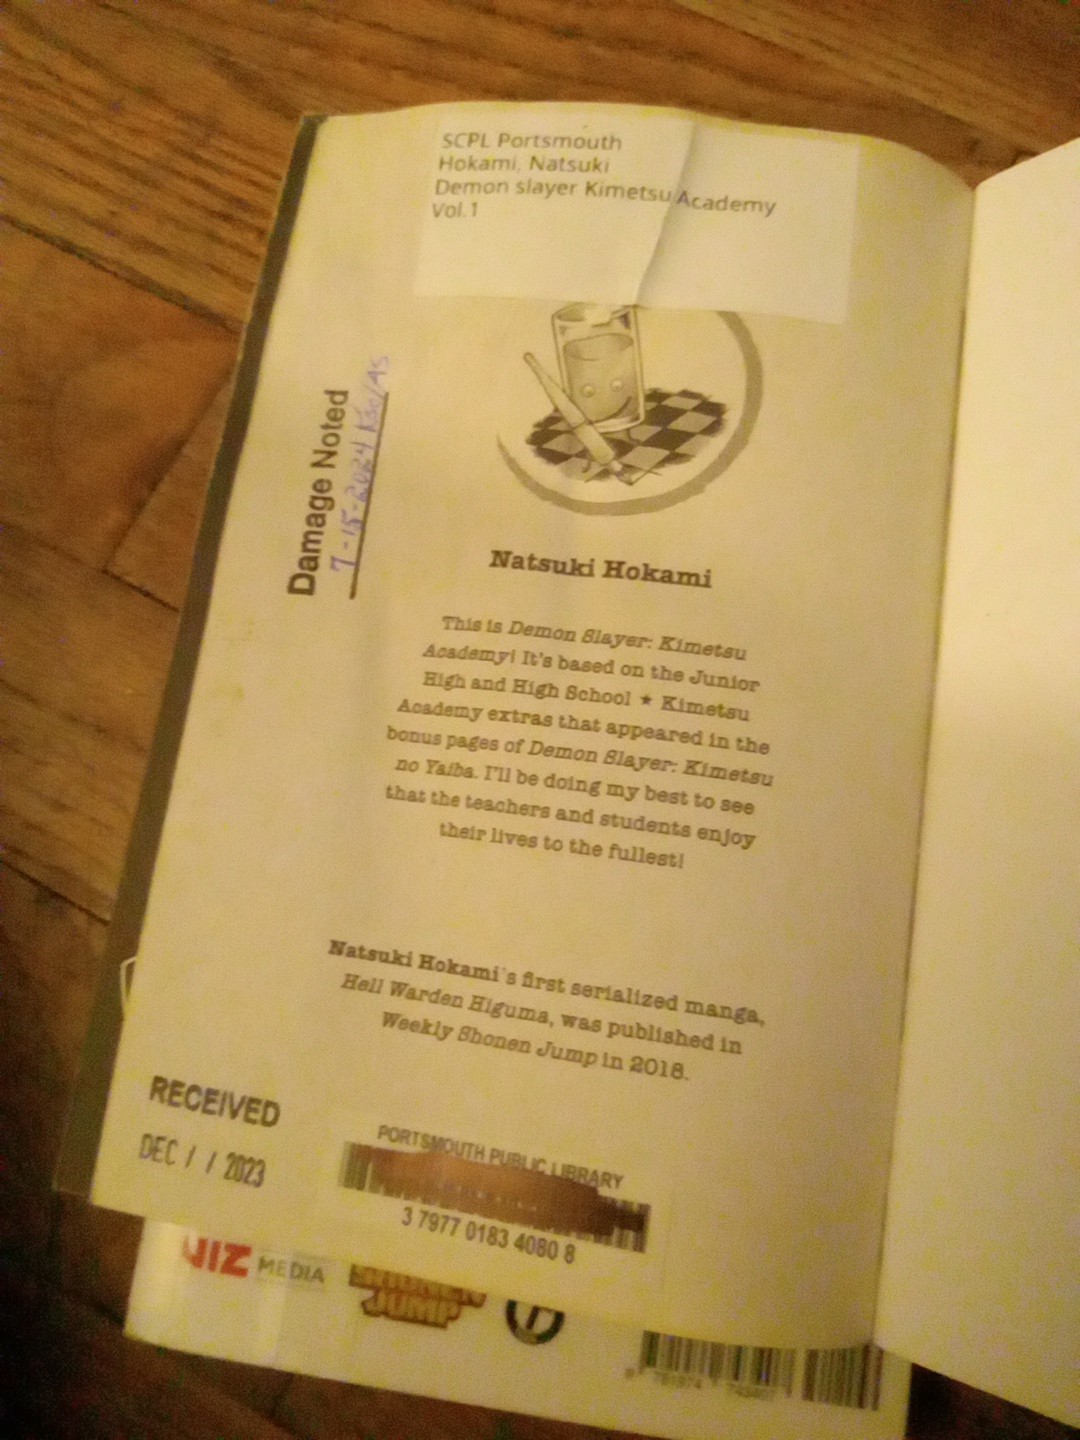 SCPL Portsmouth
Hokami, Natsuki
Demon slayer Kimetsu Academy
Vol.1
Damage Noted
7-15-2024
Natsuki Hokami
This is Demon Slayer: Kimetsu
Academy! It's based on the Junior
High and High School ★ Kimetsu
Academy extras that appeared in the
bonus pages of Demon Slayer: Kimetsu
no Yaiba. I'll be doing my best to see
that the teachers and students enjoy
their lives to the fullest!
Natsuki Hokami's first serialized manga,
Hell Warden Higuma, was published in
Weekly Shonen Jump in 2018.
RECEIVED
DEC / / 2023
PORTSMOUTH PUBLIC LIBRARY
3 7977 0183 4080 8
VIZ MEDIA
SHONEN
JUMP